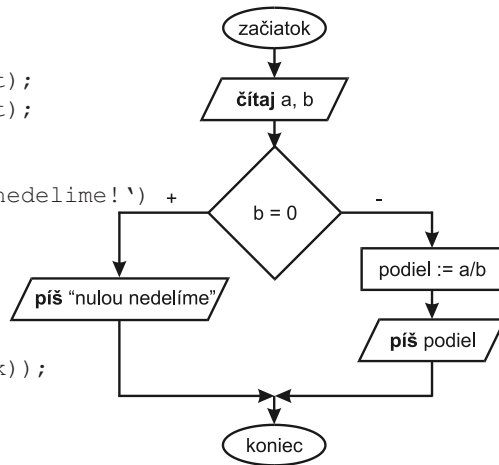 začiatok
t);
t);
čítaj a, b
nedelime!‘)
+
-
b = 0
podiel := a/b
píš “nulou nedelíme”
píš podiel
));
koniec